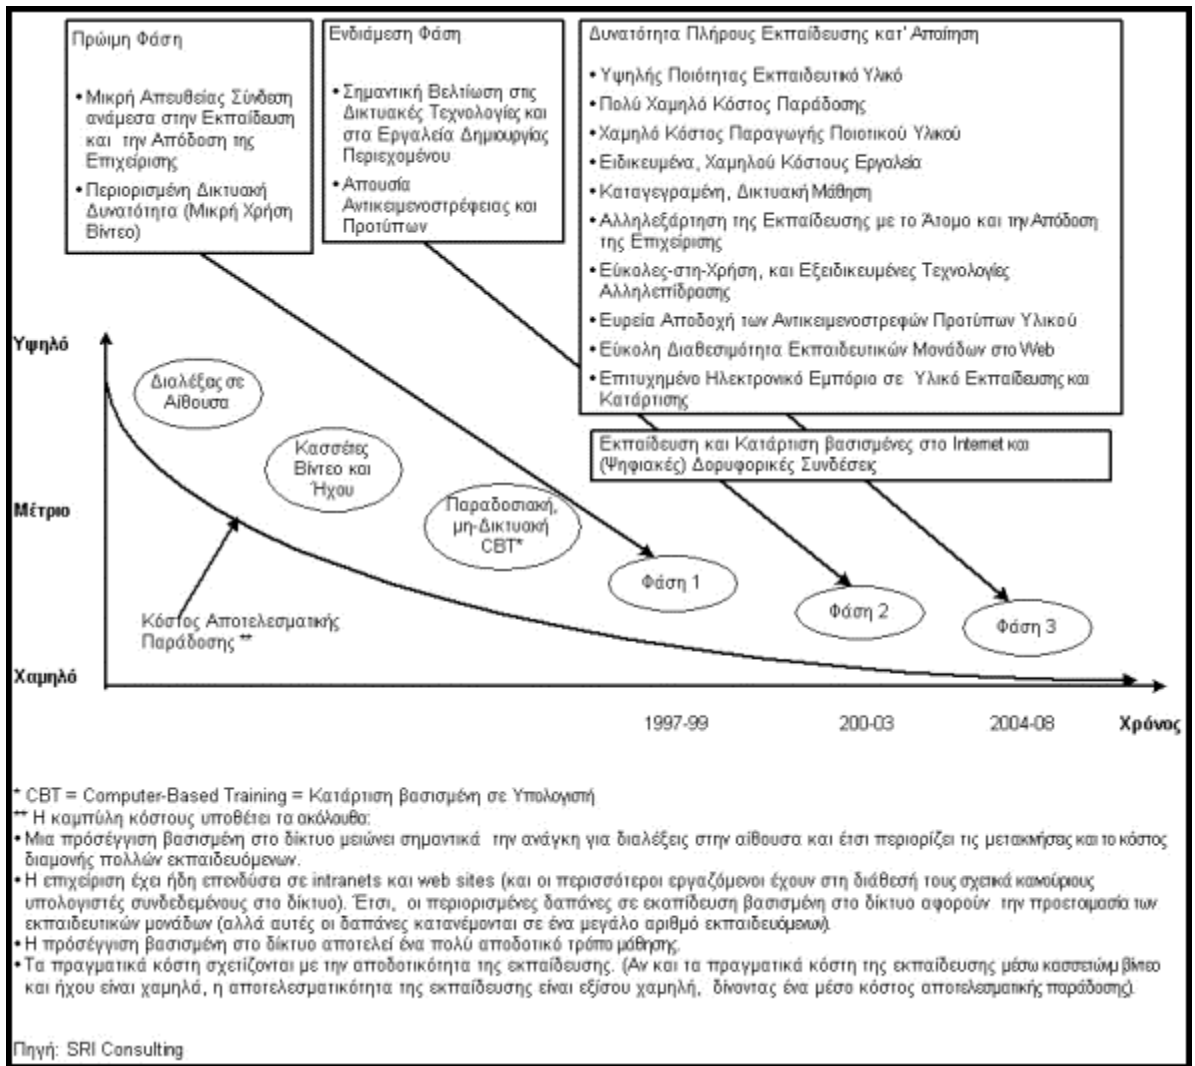 Πρώιμη Φάση
• Μικρή Απευθείας Σύνδεση
ανάμεσα στην Εκπαίδευση
και την Απόδοση της
Επιχείρισης
• Περιορισμένη Δικτυακή
Δυνατότητα (Μικρή Χρήση
Βίντεο)
Ενδιάμεση Φάση
• Σημαντική Βελτίωση στις
Δικτυακές Τεχνολογίες και
στα Εργαλεία Δημιουργίας
Περιεχομένου
• Απουσία
Αντικειμενοστρέφειας και
Προτύπων
Δυνατότητα Πλήρους Εκπαίδευσης κατ' Απαίτηση
• Υψηλής Ποιότητας Εκπαιδευτικό Υλικό
• Πολύ Χαμηλό Κόστος Παράδοσης
• Χαμηλό Κόστος Παραγωγής Ποιοτικού Υλικού
• Ειδικευμένα, Χαμηλού Κόστους Εργαλεία
• Καταγεγραμένη, Δικτυακή Μάθηση
• Αλληλεξάρτηση της Εκπαίδευσης με το Άτομο και την Απόδοση
της Επιχείρισης
• Εύκολες-στη-Χρήση, και Εξειδικευμένες Τεχνολογίες
Αλληλεπίδρασης
• Ευρεία Αποδοχή των Αντικειμενοστρεφών Προτύπων Υλικού
• Εύκολη Διαθεσιμότητα Εκπαιδευτικών Μονάδων στο Web
• Επιτυχημένο Ηλεκτρονικό Εμπόριο σε Υλικό Εκπαίδευσης και
Κατάρτισης
Εκπαίδευση και Κατάρτιση βασισμένες στο Internet και
(Ψηφιακές) Δορυφορικές Συνδέσεις
Υψηλό
Μέτριο
Χαμηλό
Διαλέξας σε
Αίθουσα
Κασσέτες
Βίντεο και
Ήχου
Παραδοσιακή,
μη-Δικτυακή
CBT*
Φάση 1
Φάση 2
Φάση 3
Κόστος Αποτελεσματικής
Παράδοσης **
1997-99
200-03
2004-08
Χρόνος
* CBT = Computer-Based Training = Κατάρτιση βασισμένη σε Υπολογιστή
** Η καμπύλη κόστους υποθέτει τα ακόλουθα:
• Μια πρόσέγγιση βασισμένη στο δίκτυο μειώνει σημαντικά την ανάγκη για διαλέξεις στην αίθουσα και έτσι περιορίζει τις μετακινήσεις και το κόστος
διαμονής πολλών εκπαιδευόμενων.
• Η επιχείριση έχει ήδη επενδύσει σε intranets και web sites (και οι περισσότεροι εργαζόμενοι έχουν στη διάθεσή τους σχετικά καινούριους
υπολογιστές συνδεδεμένους στο δίκτυο). Έτσι, οι περιορισμένες δαπάνες σε εκαπίδευση βασισμένη στο δίκτυο αφορούν την προετοιμασία των
εκπαιδευτικών μονάδων (αλλά αυτές οι δαπάνες κατανέμονται σε ένα μεγάλο αριθμό εκπαιδευόμενων).
• Η πρόσέγγιση βασισμένη στο δίκτυο αποτελεί ένα πολύ αποδοτικό τρόπο μάθησης.
• Τα πραγματικά κόστη σχετίζονται με την αποδοτικότητα της εκπαίδευσης. (Αν και τα πραγματικά κόστη της εκπαίδευσης μέσω κασσετώνμ βίντεο
και ήχου είναι χαμηλά, η αποτελεσματικότητα της εκπαίδευσης είναι εξίσου χαμηλή, δίνοντας ένα μέσο κόστος αποτελεσματικής παράδοσης).
Πηγή: SRI Consulting